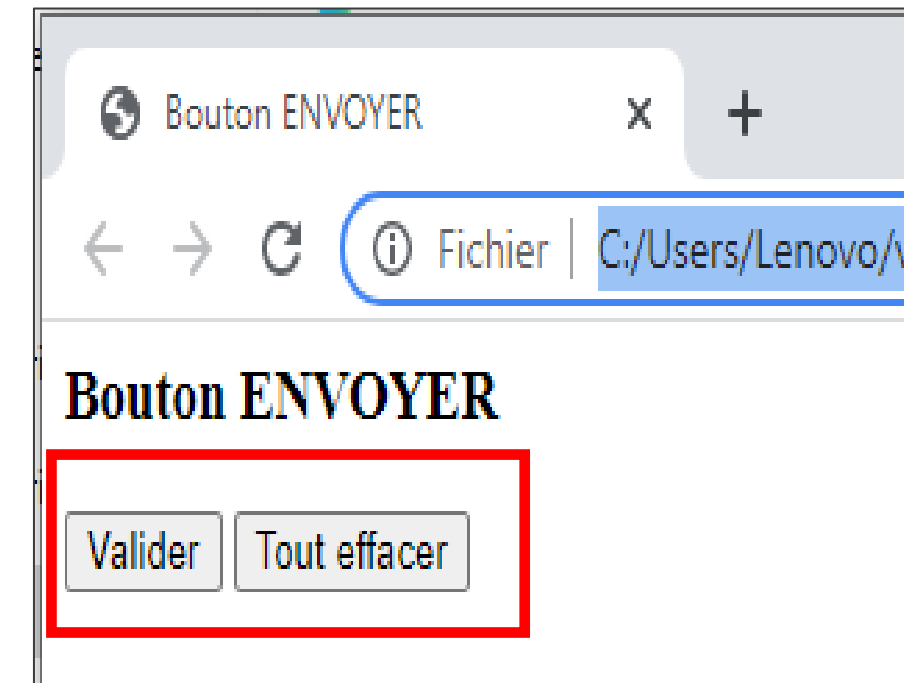 Bouton ENVOYER
Fichier | C:/Users/Lenovo/
Bouton ENVOYER
Valider Tout effacer